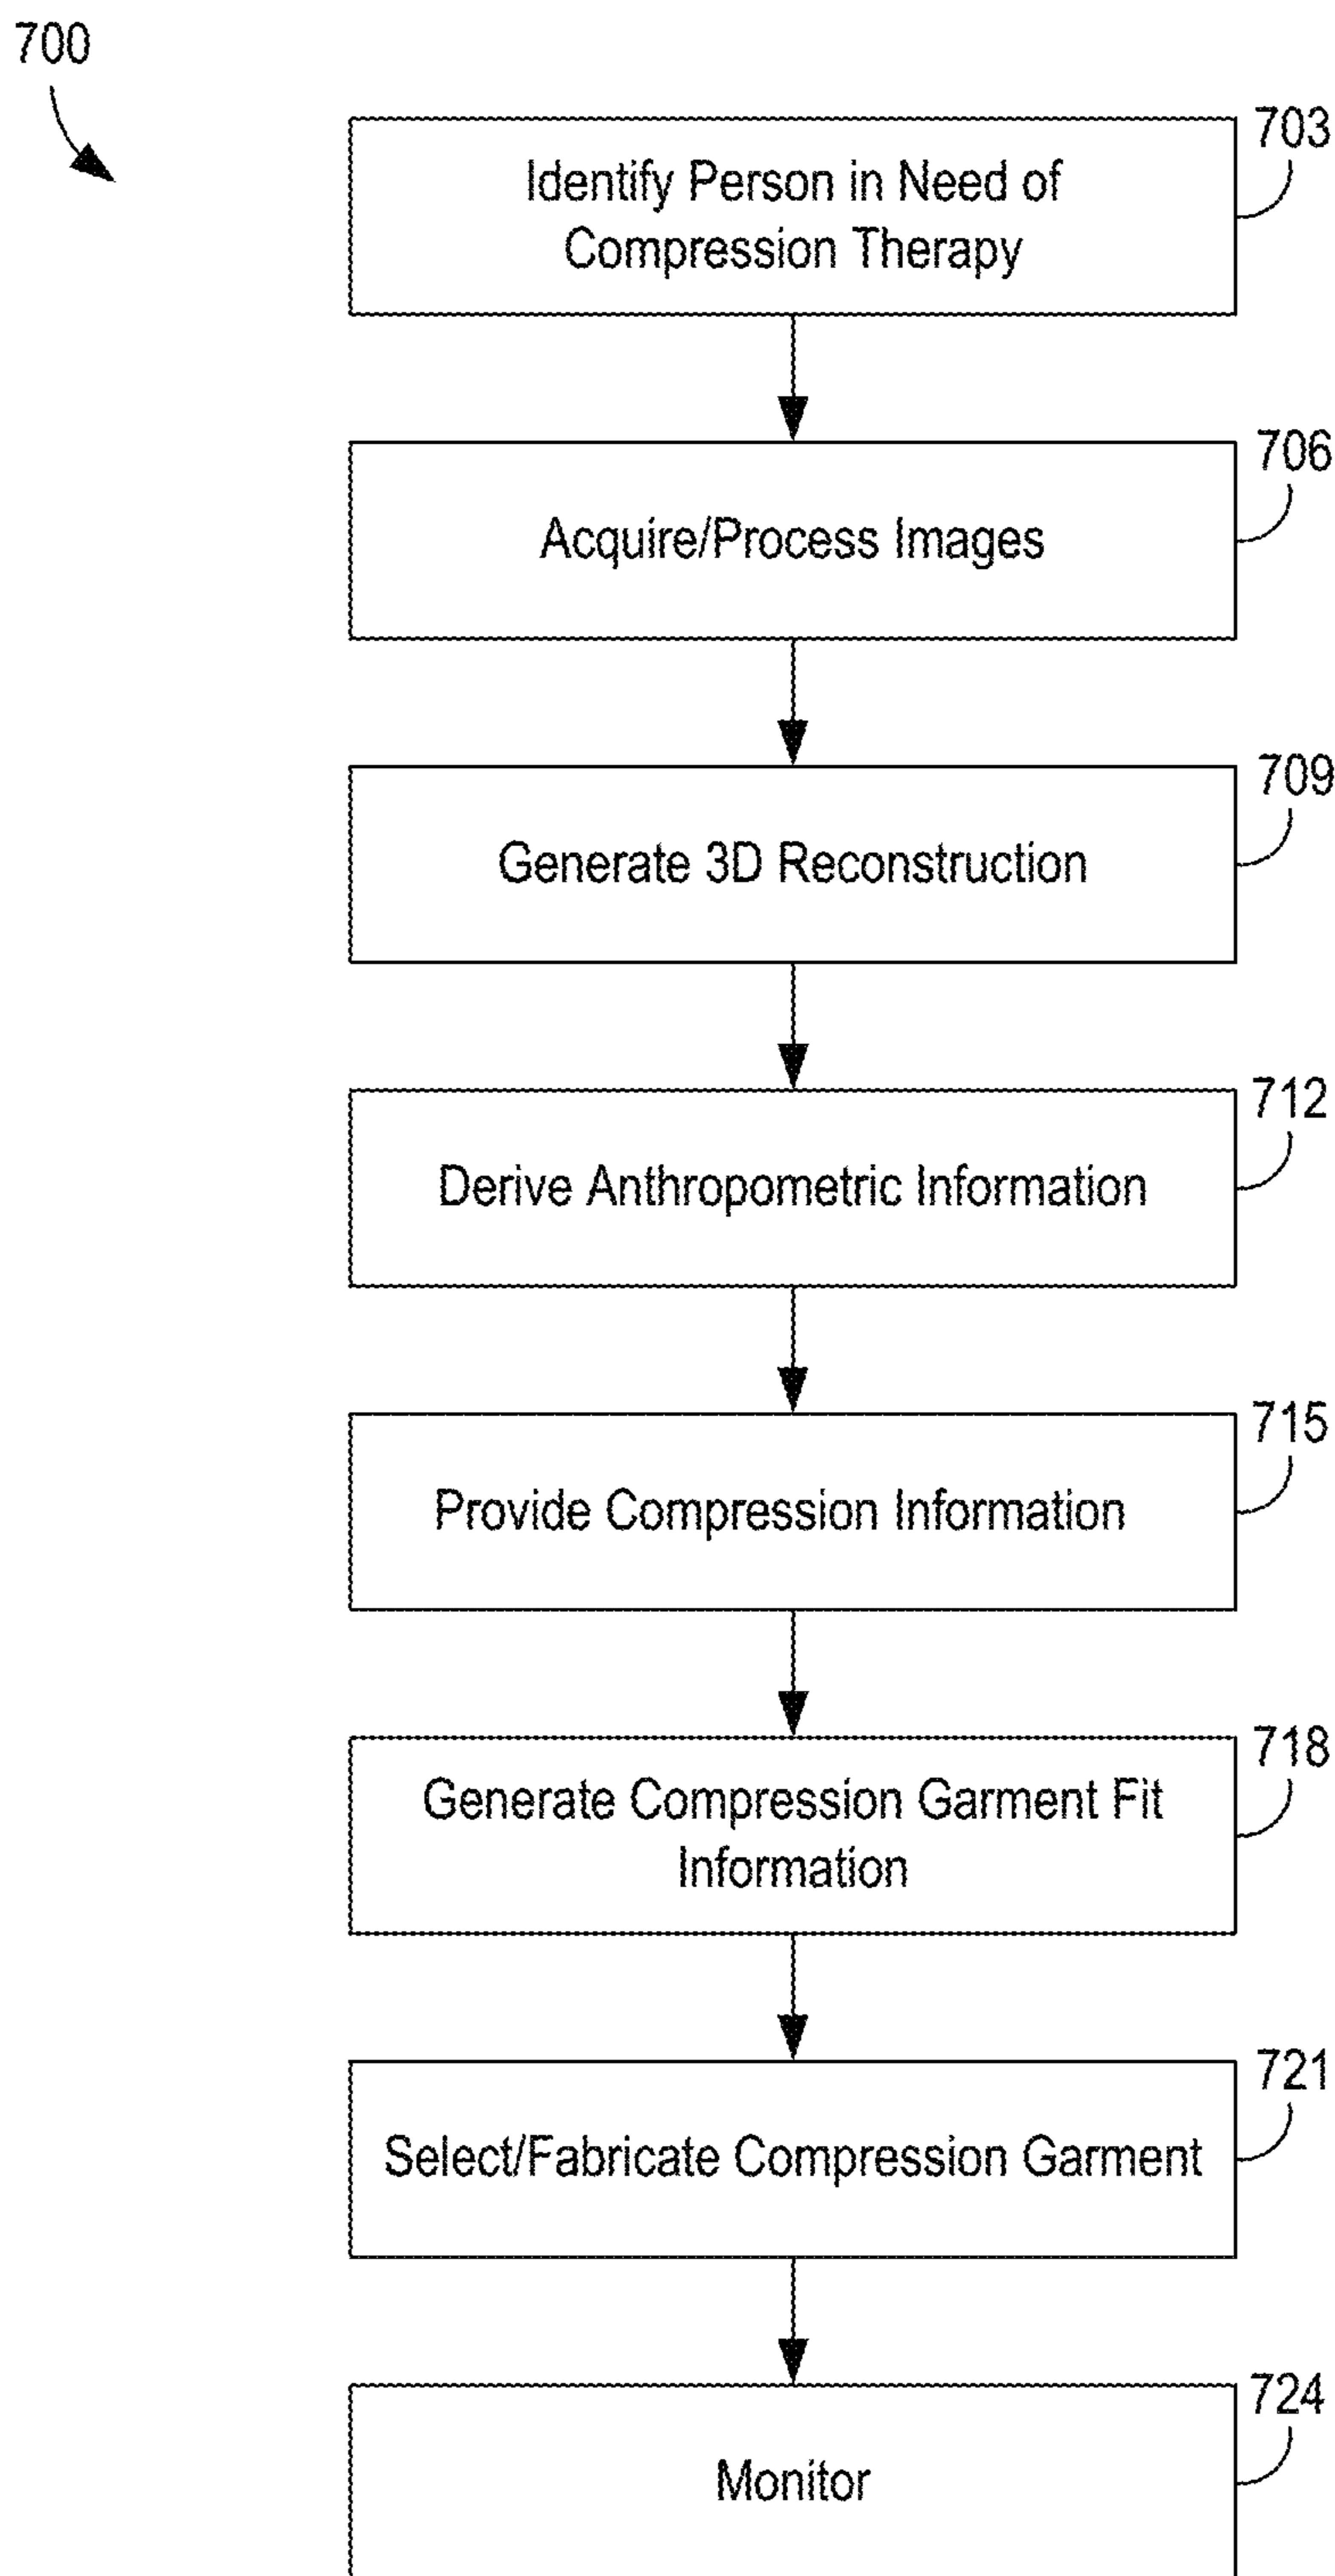 700
703
Identify Person in Need of
Compression Therapy
706
Acquire/Process Images
709
Generate 3D Reconstruction
712
Derive Anthropometric Information
715
Provide Compression Information
718
Generate Compression Garment Fit
Information
721
Select/Fabricate Compression Garment
724
Monitor